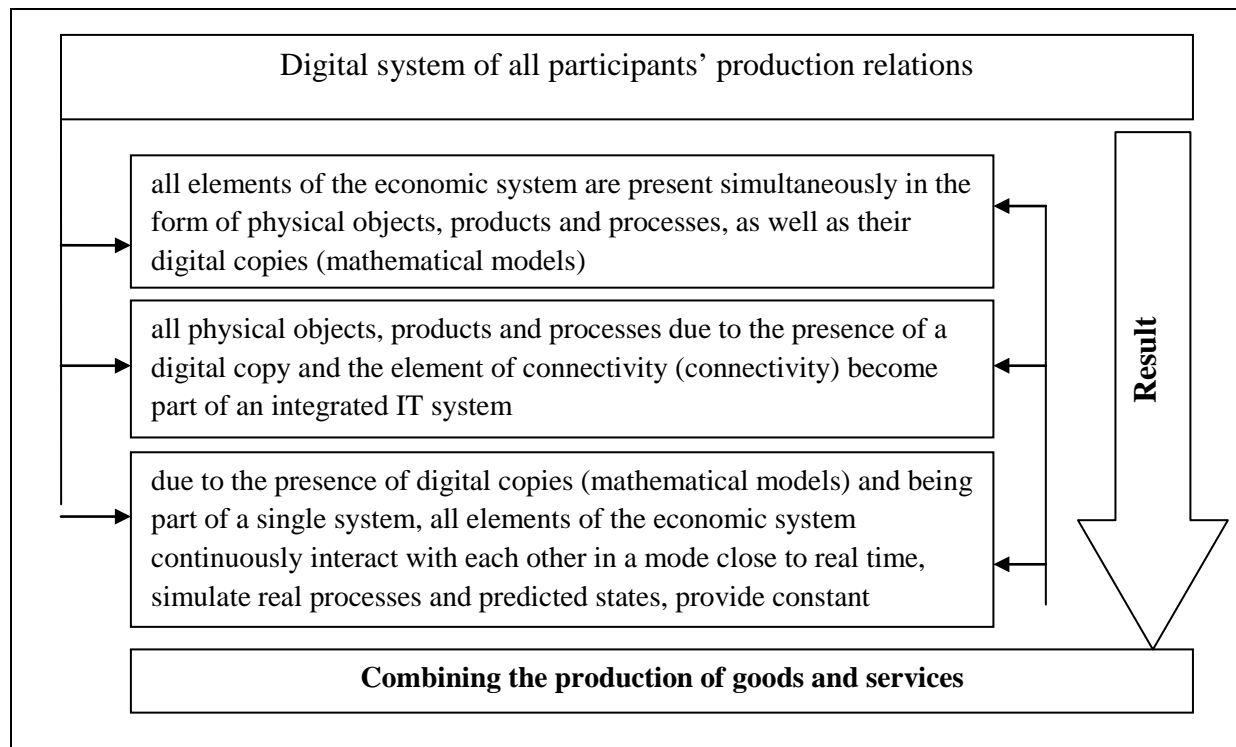 Digital system of all participants’ production relations
all elements of the economic system are present simultaneously in the
form of physical objects, products and processes, as well as their
digital copies (mathematical models)
all physical objects, products and processes due to the presence of a
digital copy and the element of connectivity (connectivity) become
part of an integrated IT system
due to the presence of digital copies (mathematical models) and being
part of a single system, all elements of the economic system
continuously interact with each other in a mode close to real time,
simulate real processes and predicted states, provide constant
Result
Combining the production of goods and services